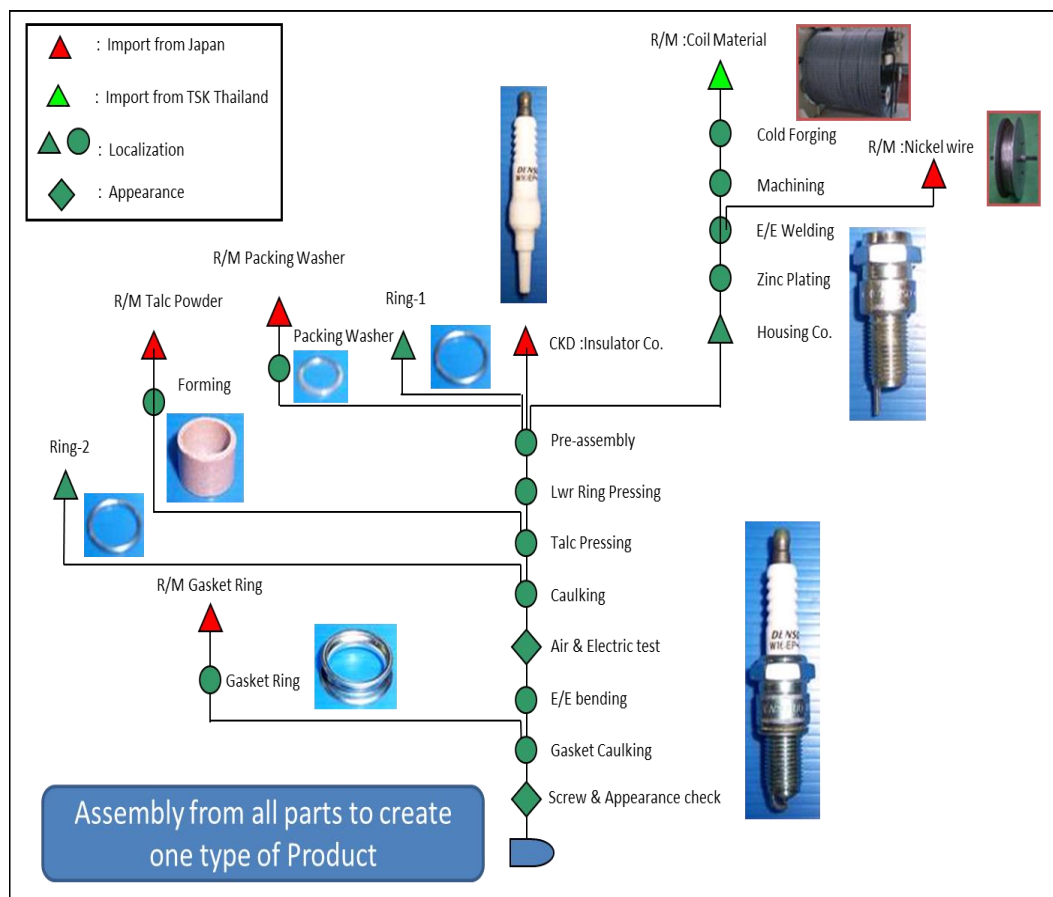 : Import from Japan
: Import from TSK Thailand
: Localization
: Appearance
R/M :Coil Material
Cold Forging
R/M :Nickel wire
Machining
E/E Welding
Zinc Plating
Housing Co.
DENSO
R/M Packing Washer
R/M Talc Powder
Ring-1
Packing Washer
CKD :Insulator Co.
Forming
Ring-2
Pre-assembly
Lwr Ring Pressing
Talc Pressing
R/M Gasket Ring
Caulking
Air & Electric test
Gasket Ring
E/E bending
Gasket Caulking
Screw & Appearance check
DENSO
Assembly from all parts to create
one type of Product